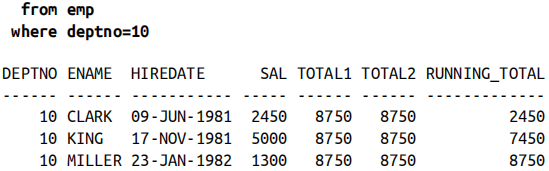 from emp
where deptno=10
DEPTNO ENAME HIREDATE SAL TOTAL1 TOTAL2 RUNNING_TOTAL
------ ------ ----------- ----- ------ ------ -------------
10 CLARK 09-JUN-1981 2450 8750 8750 2450
10 KING 17-NOV-1981 5000 8750 8750 7450
10 MILLER 23-JAN-1982 1300 8750 8750 8750